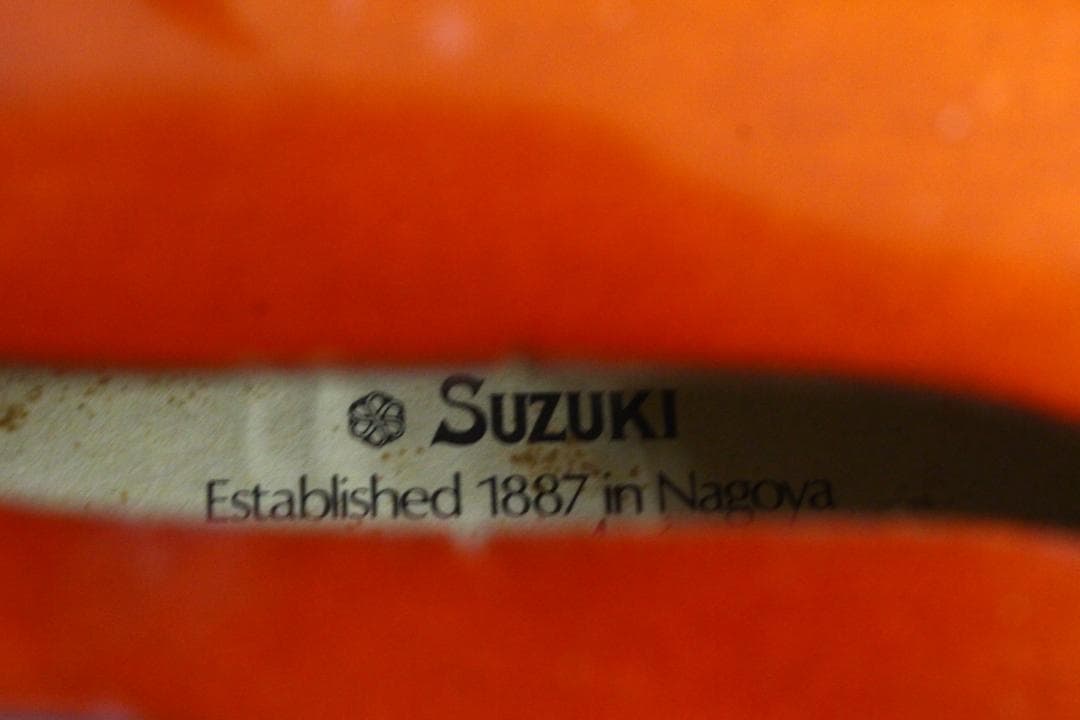 SUZUKI
Established 1887 in Nagoya